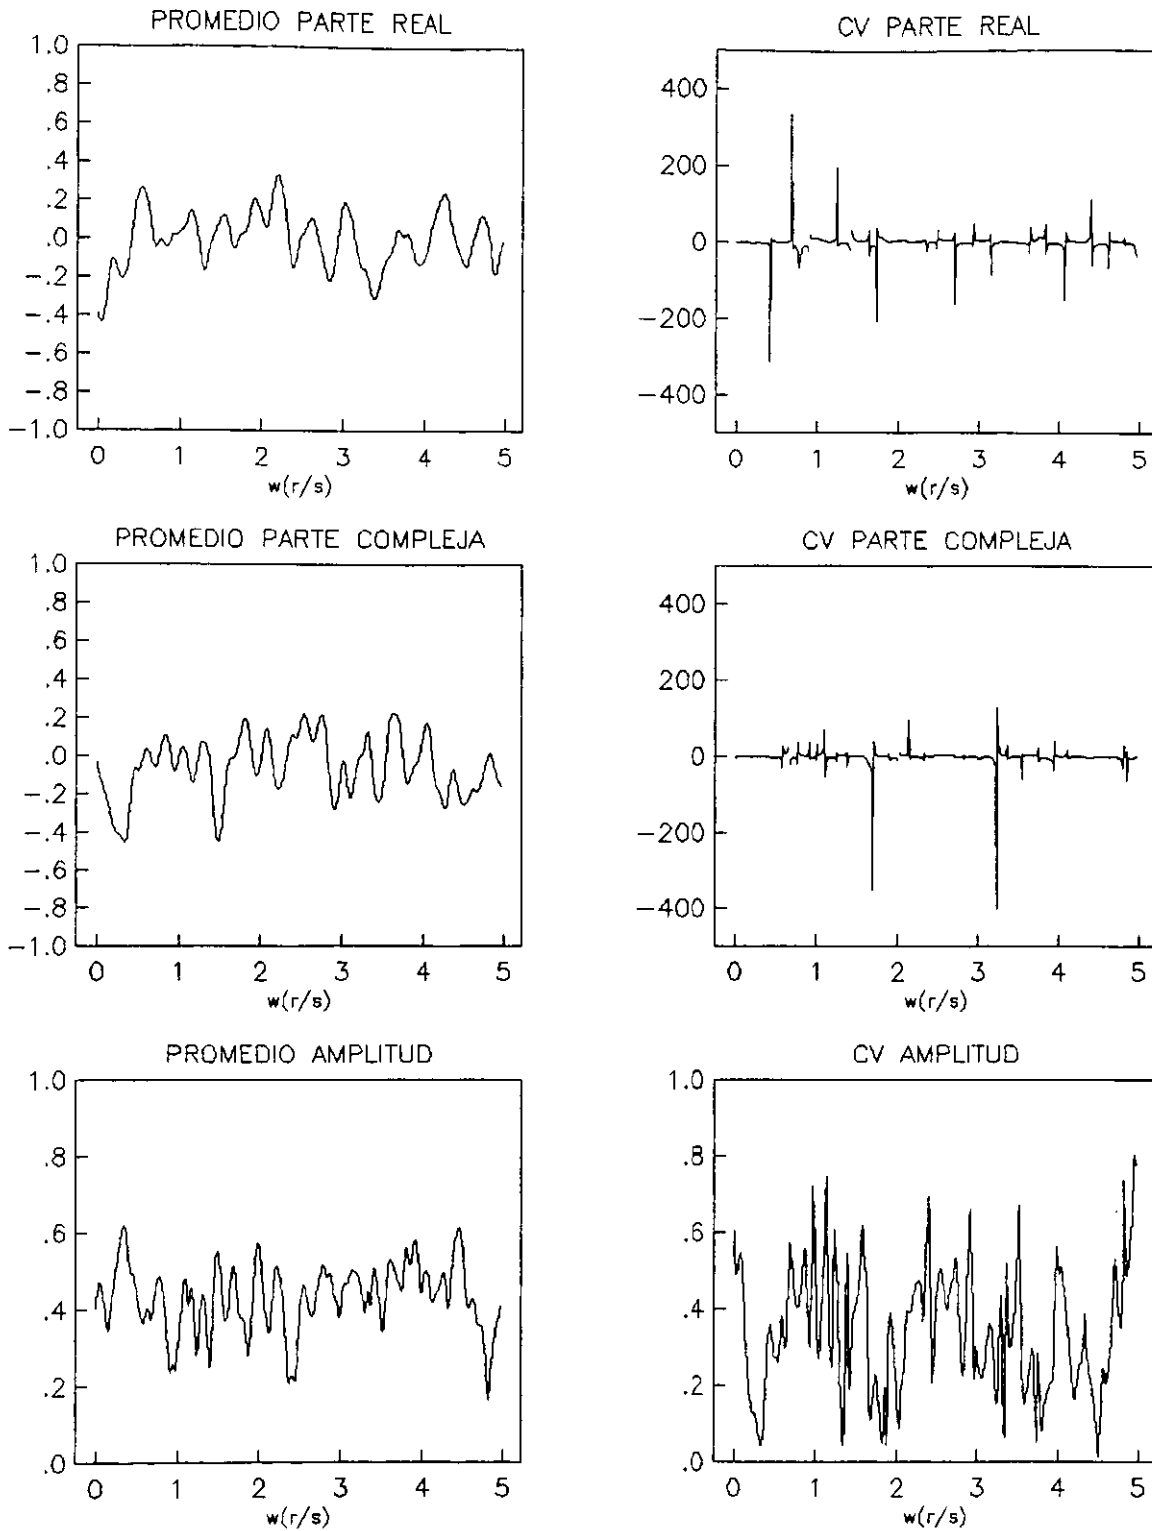 PROMEDIO PARTE REAL
1.0
.8
.6
.4
.2
.0
-.2
-.4
-.6
-.8
-1.0
0 1 2 3 4 5
w(r/s)
CV PARTE REAL
400
200
0
-200
-400
0 1 2 3 4 5
w(r/s)
PROMEDIO PARTE COMPLEJA
1.0
.8
.6
.4
.2
.0
-.2
-.4
-.6
-.8
-1.0
0 1 2 3 4 5
w(r/s)
CV PARTE COMPLEJA
400
200
0
-200
-400
0 1 2 3 4 5
w(r/s)
PROMEDIO AMPLITUD
1.0
.8
.6
.4
.2
.0
0 1 2 3 4 5
w(r/s)
CV AMPLITUD
1.0
.8
.6
.4
.2
.0
0 1 2 3 4 5
w(r/s)